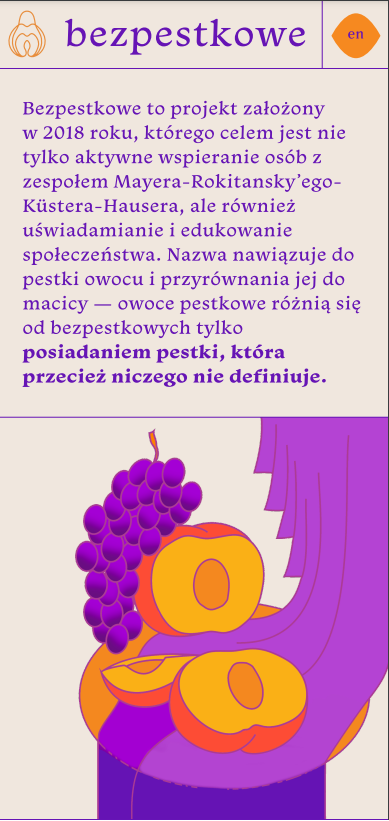 bezpestkowe
en
Bezpestkowe to projekt założony
w 2018 roku, którego celem jest nie
tylko aktywne wspieranie osób z
zespołem Mayera-Rokitansky’ego-
Küstera-Hausera, ale również
uświadamianie i edukowanie
społeczeństwa. Nazwa nawiązuje do
pestki owocu i przyrównania jej do
macicy — owoce pestkowe różnią się
od bezpestkowych tylko
posiadaniem pestki, która
przecież niczego nie definiuje.